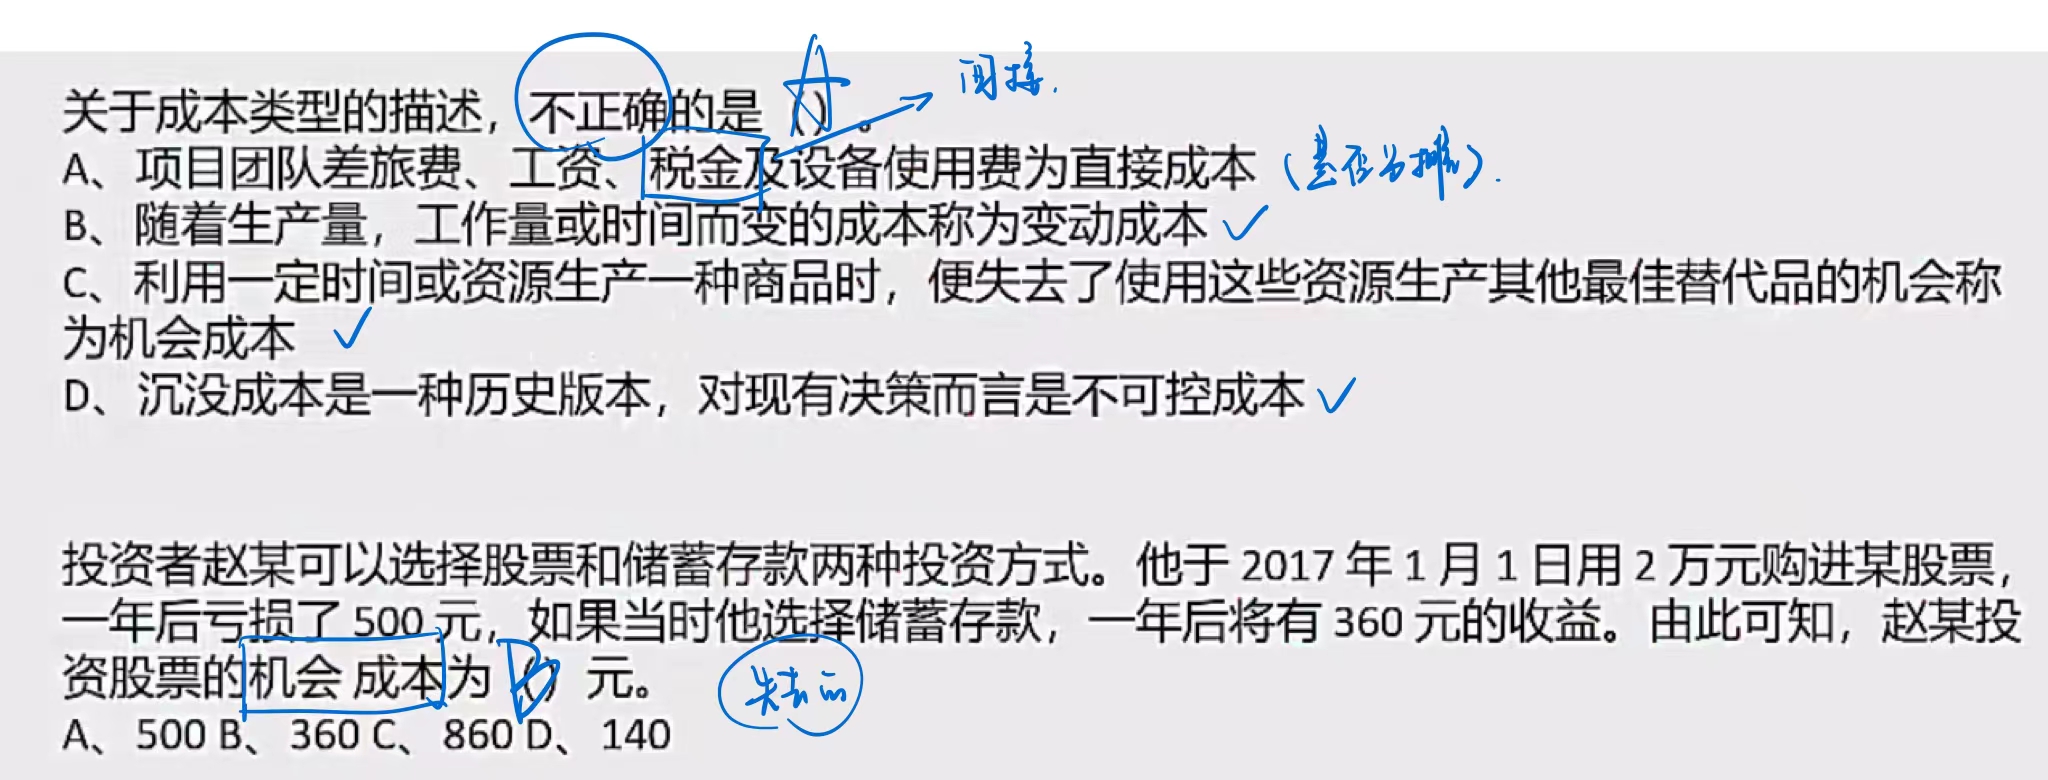 关于成本类型的描述，不正确的是（）。 A 间接.
A、项目团队差旅费、工资、税金及设备使用费为直接成本（是否分摊）.
B、随着生产量，工作量或时间而变的成本称为变动成本 ✓
C、利用一定时间或资源生产一种商品时，便失去了使用这些资源生产其他最佳替代品的机会称
为机会成本 ✓
D、沉没成本是一种历史版本，对现有决策而言是不可控成本 ✓
投资者赵某可以选择股票和储蓄存款两种投资方式。他于 2017 年 1 月 1 日用 2 万元购进某股票，
一年后亏损了 500 元，如果当时他选择储蓄存款，一年后将有 360 元的收益。由此可知，赵某投
资股票的机会 成本为（）元。 B 失去的
A、500 B、360 C、860 D、140